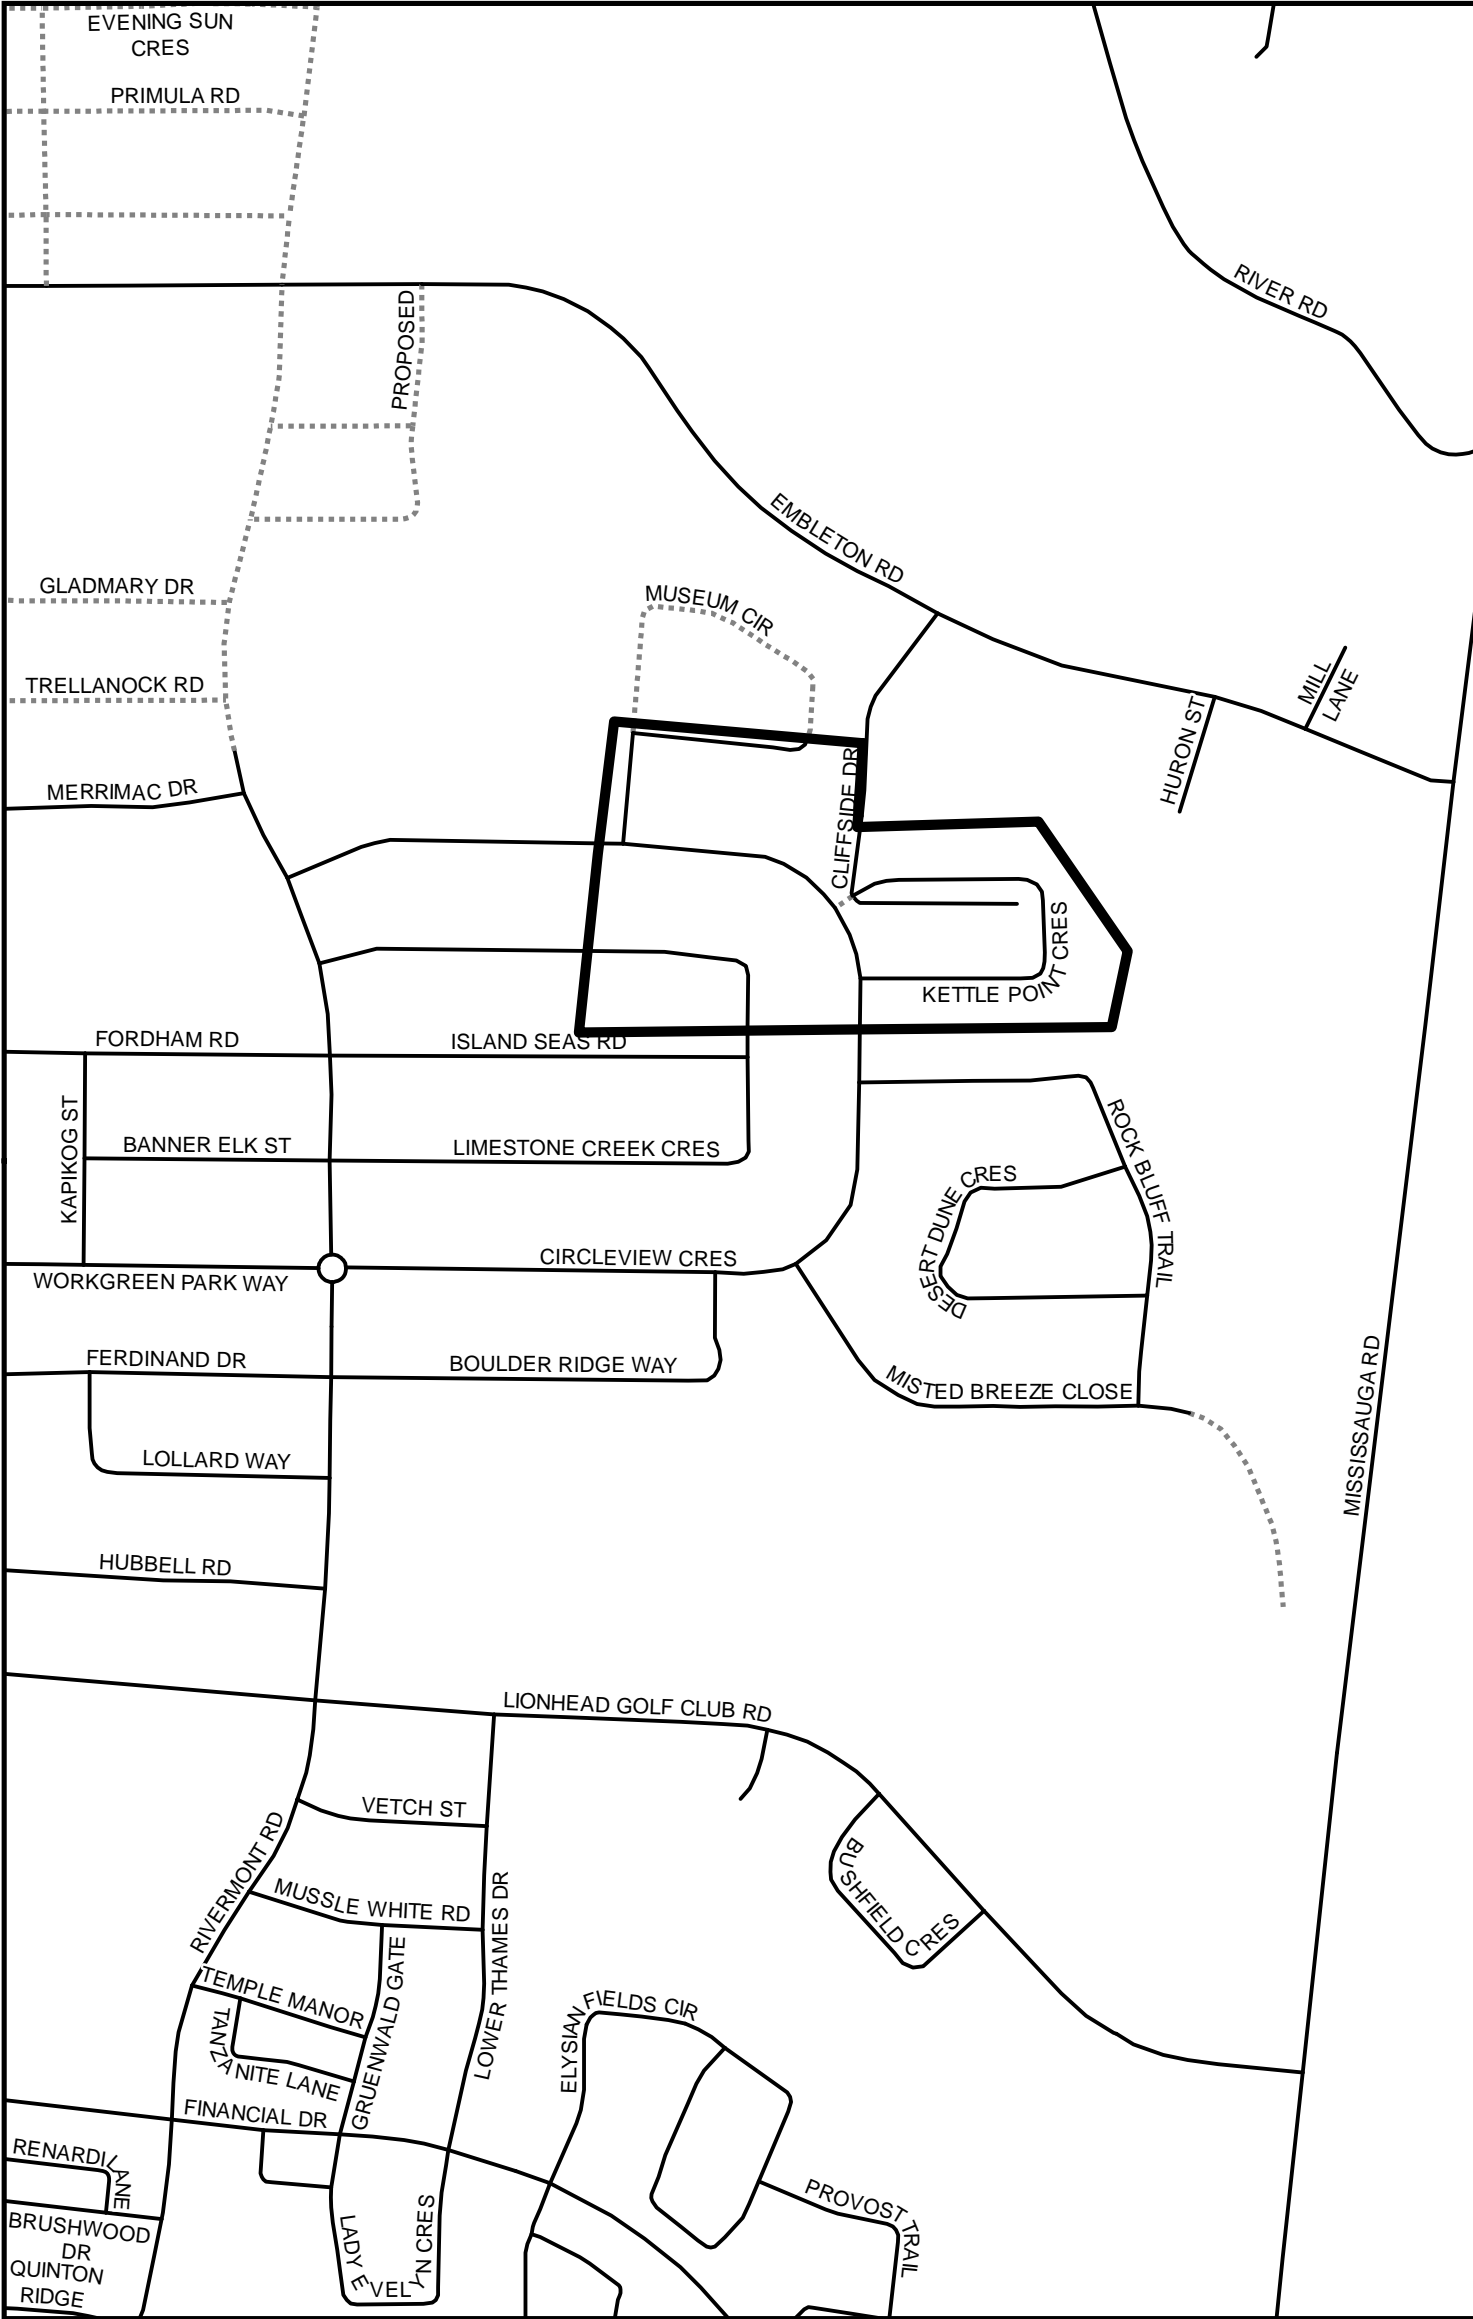 EVENING SUN
CRES
PRIMULA RD
RIVER RD
PROPOSED
EMBLETON RD
GLADMARY DR
MUSEUM CIR
TRELLANOCK RD
MILL
LANE
HURON ST
MERRIMAC DR
CLIFFSIDE DR
KETTLE POINT CRES
FORDHAM RD
ISLAND SEAS RD
KAPIKOG ST
BANNER ELK ST
LIMESTONE CREEK CRES
ROCK BLUFF TRAIL
DESERT DUNE CRES
CIRCLEVIEW CRES
WORKGREEN PARK WAY
FERDINAND DR
BOULDER RIDGE WAY
MISTED BREEZE CLOSE
MISSISSAUGA RD
LOLLARD WAY
HUBBELL RD
LIONHEAD GOLF CLUB RD
VETCH ST
RIVERMONT RD
BUSHFIELD CRES
MUSSLE WHITE RD
LOWER THAMES DR
GRUENWALD GATE
TEMPLE MANOR
TANZANITE LANE
ELYSIAN FIELDS CIR
FINANCIAL DR
RENARDI LANE
PROVOST TRAIL
BRUSHWOOD
DR
LADY EVELYN CRES
QUINTON
RIDGE